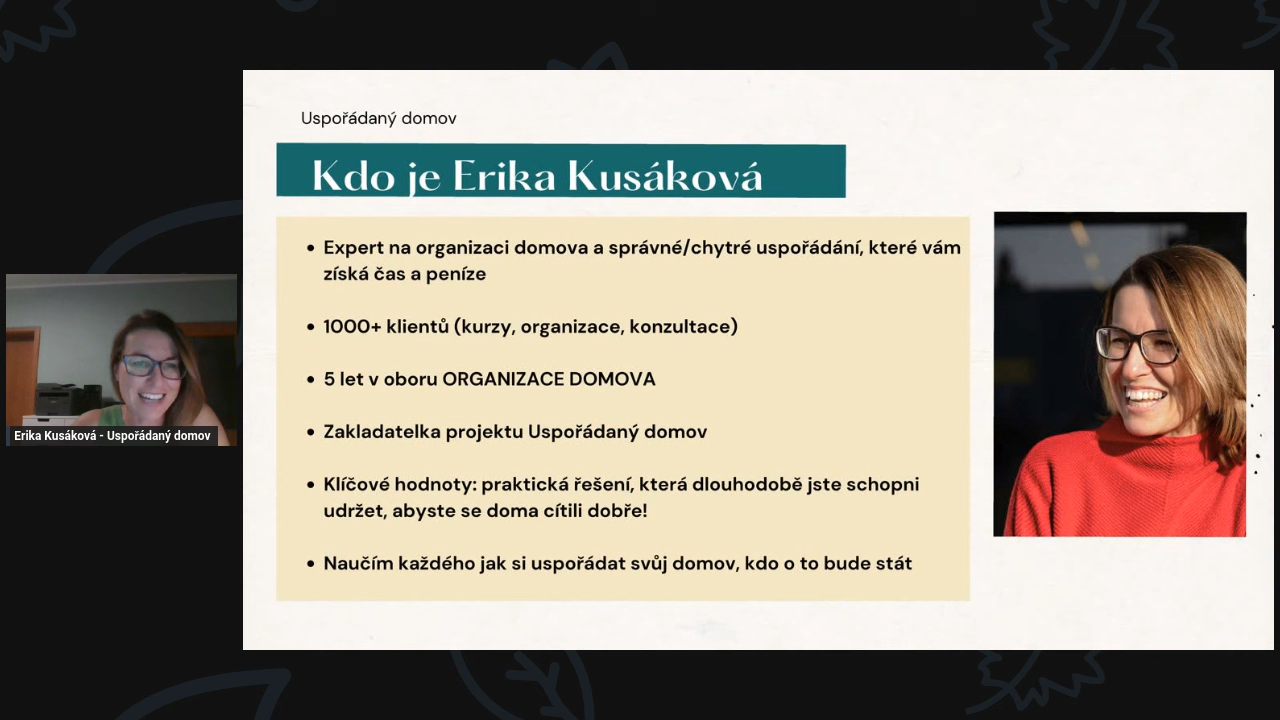 Uspořádaný domov
Kdo je Erika Kusáková
• Expert na organizaci domova a správné/chytré uspořádání, které vám
získá čas a peníze
• 1000+ klientů (kurzy, organizace, konzultace)
• 5 let v oboru ORGANIZACE DOMOVA
• Zakladatelka projektu Uspořádaný domov
• Klíčové hodnoty: praktická řešení, která dlouhodobě jste schopni
udržet, abyste se doma cítili dobře!
• Naučím každého jak si uspořádat svůj domov, kdo o to bude stát
Erika Kusáková - Uspořádaný domov